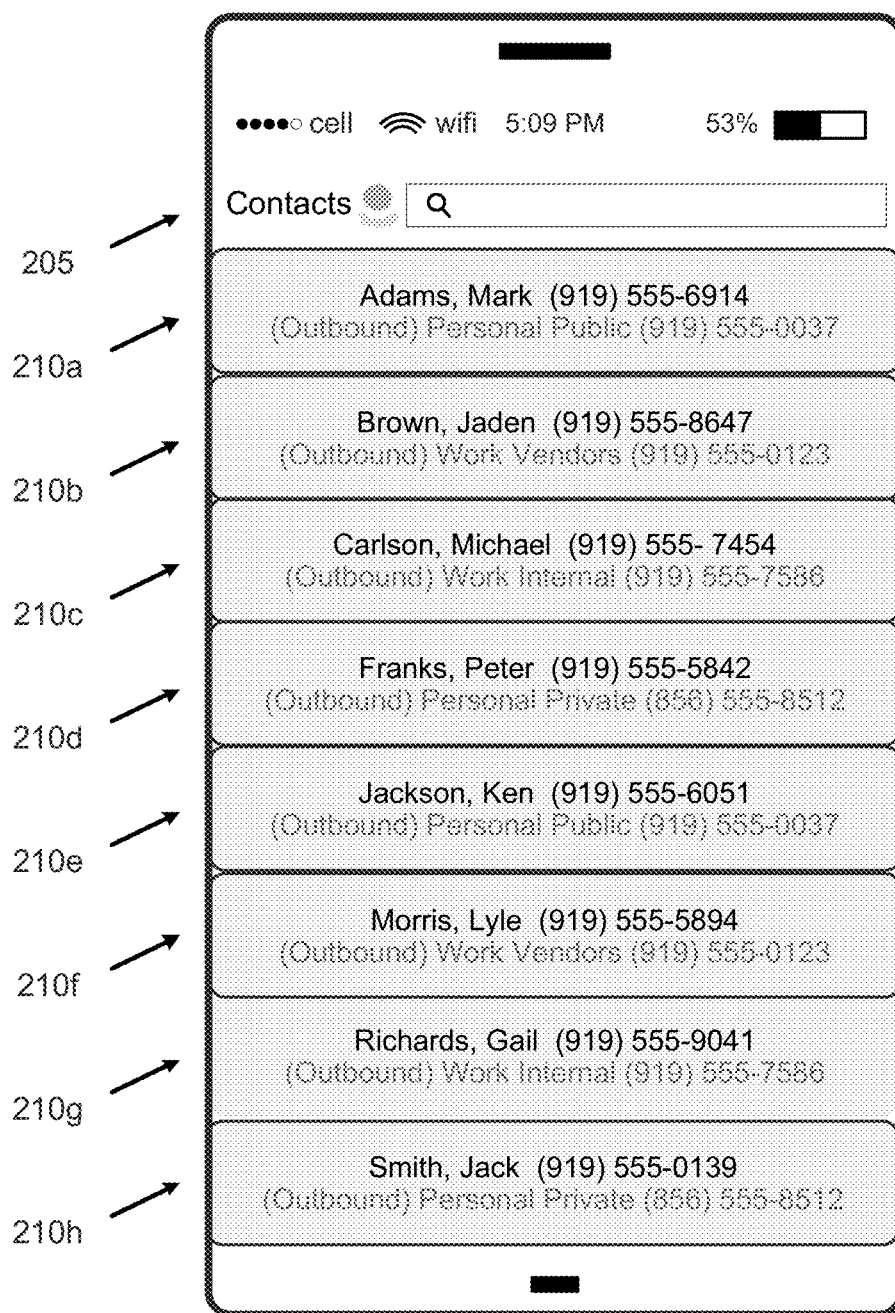 ●●●●○ cell wifi 5:09 PM 53%
Contacts
205
Adams, Mark (919) 555-6914
(Outbound) Personal Public (919) 555-0037
210a
Brown, Jaden (919) 555-8647
(Outbound) Work Vendors (919) 555-0123
210b
Carlson, Michael (919) 555- 7454
(Outbound) Work Internal (919) 555-7586
210c
Franks, Peter (919) 555-5842
(Outbound) Personal Private (856) 555-8512
210d
Jackson, Ken (919) 555-6051
(Outbound) Personal Public (919) 555-0037
210e
Morris, Lyle (919) 555-5894
(Outbound) Work Vendors (919) 555-0123
210f
Richards, Gail (919) 555-9041
(Outbound) Work Internal (919) 555-7586
210g
Smith, Jack (919) 555-0139
(Outbound) Personal Private (856) 555-8512
210h